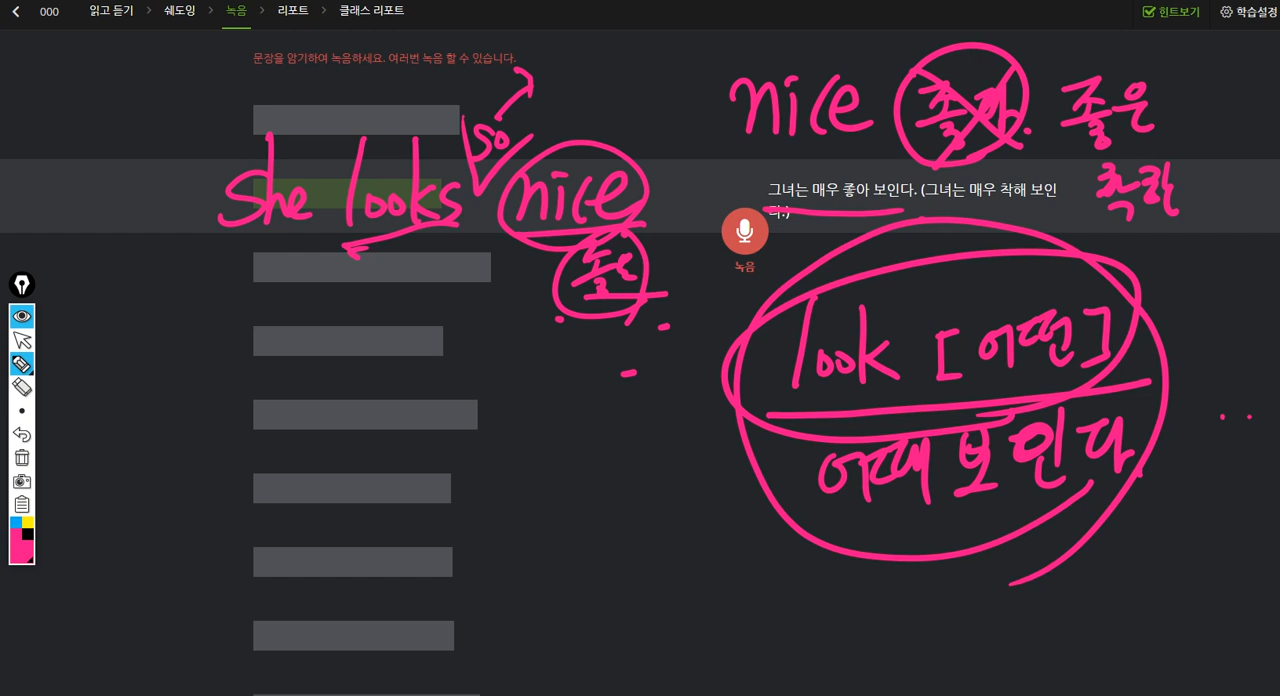 000 읽고 듣기 쉐도잉 녹음 리포트 클래스 리포트 힌트보기 학습설정
문장을 암기하여 녹음하세요. 여러번 녹음 할 수 있습니다.
nice 좋다. 좋은
착한
so
she looks nice
좋은
그녀는 매우 좋아 보인다. (그녀는 매우 착해 보인
다.)
녹음
look [어떤]
어때 보인다